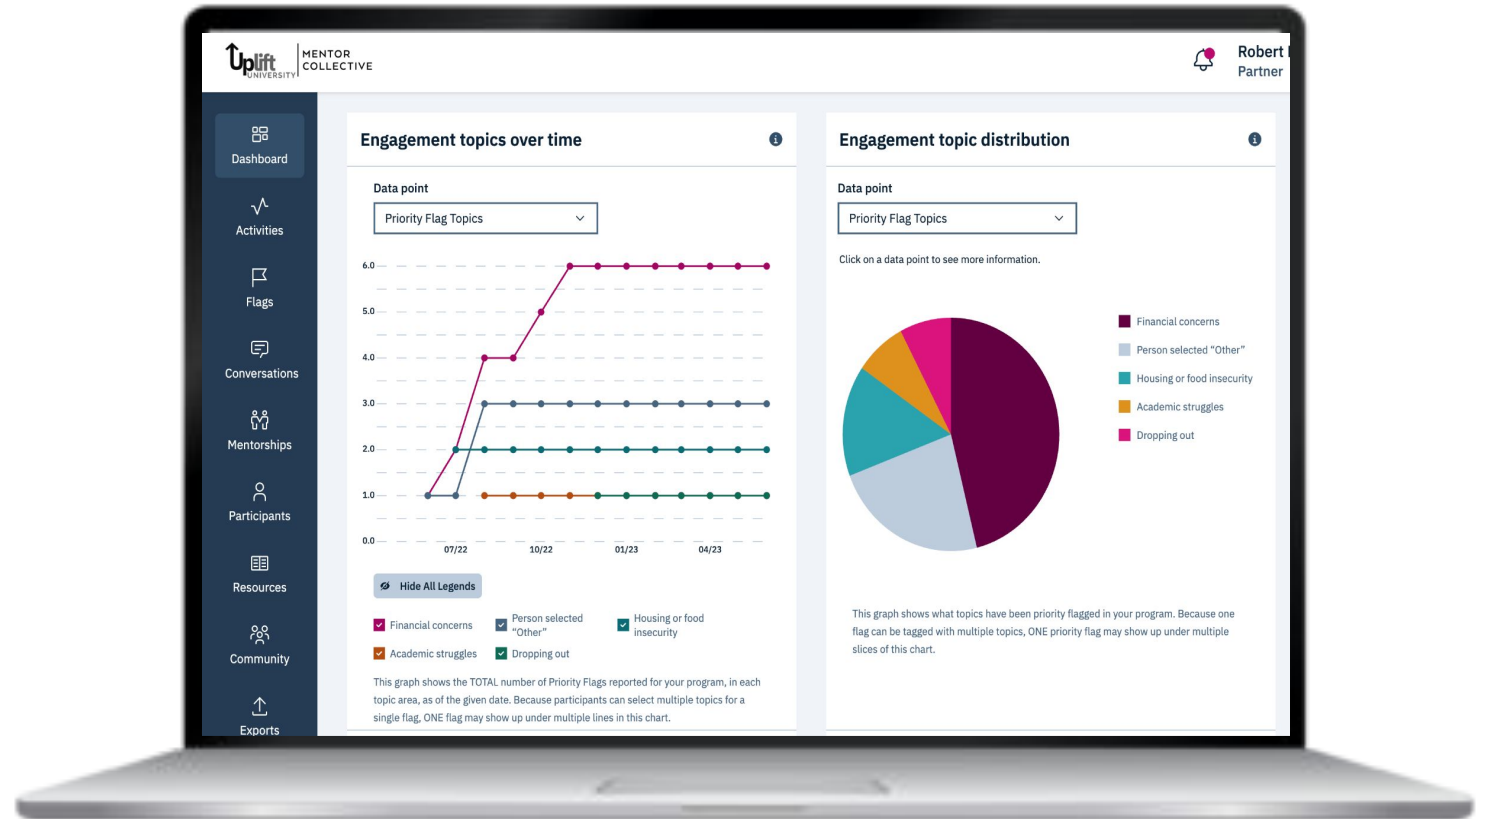 Uplift
UNIVERSITY
MENTOR
COLLECTIVE
Robert
Partner
Dashboard
Activities
Flags
Conversations
Mentorships
Participants
Resources
Community
Exports
Engagement topics over time
Data point
Priority Flag Topics
6.0
5.0
4.0
3.0
2.0
1.0
0.0
07/22 10/22 01/23 04/23
Hide All Legends
Financial concerns
Person selected
"Other"
Housing or food
insecurity
Academic struggles
Dropping out
This graph shows the TOTAL number of Priority Flags reported for your program, in each
topic area, as of the given date. Because participants can select multiple topics for a
single flag, ONE flag may show up under multiple lines in this chart.
Engagement topic distribution
Data point
Priority Flag Topics
Click on a data point to see more information.
Financial concerns
Person selected "Other"
Housing or food insecurity
Academic struggles
Dropping out
This graph shows what topics have been priority flagged in your program. Because one
flag can be tagged with multiple topics, ONE priority flag may show up under multiple
slices of this chart.